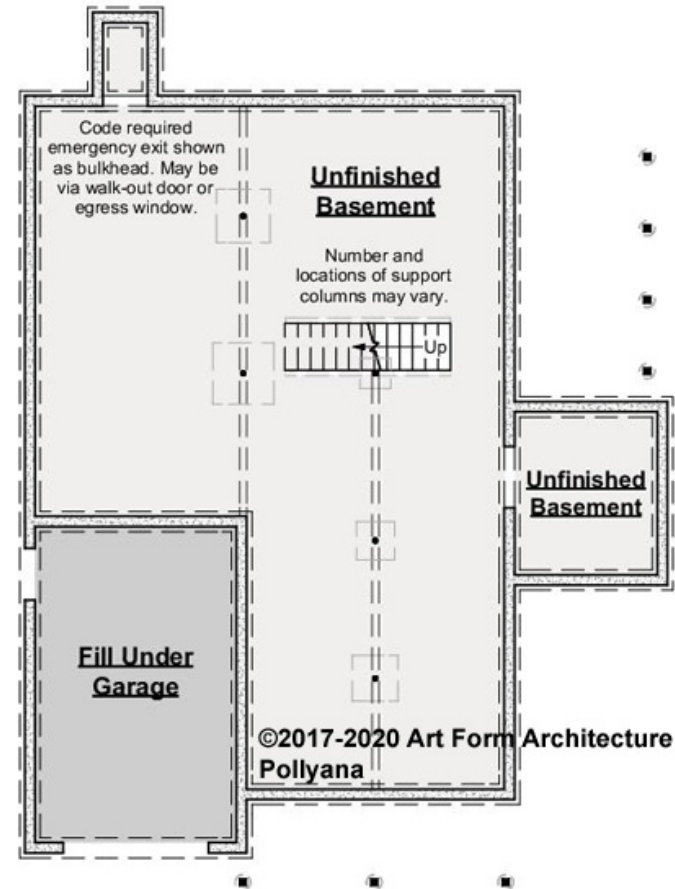 Code required
emergency exit shown
as bulkhead. May be
via walk-out door or
egress window.
Unfinished
Basement
Number and
locations of support
columns may vary.
Up
Unfinished
Basement
Fill Under
Garage
©2017-2020 Art Form Architecture
Pollyana